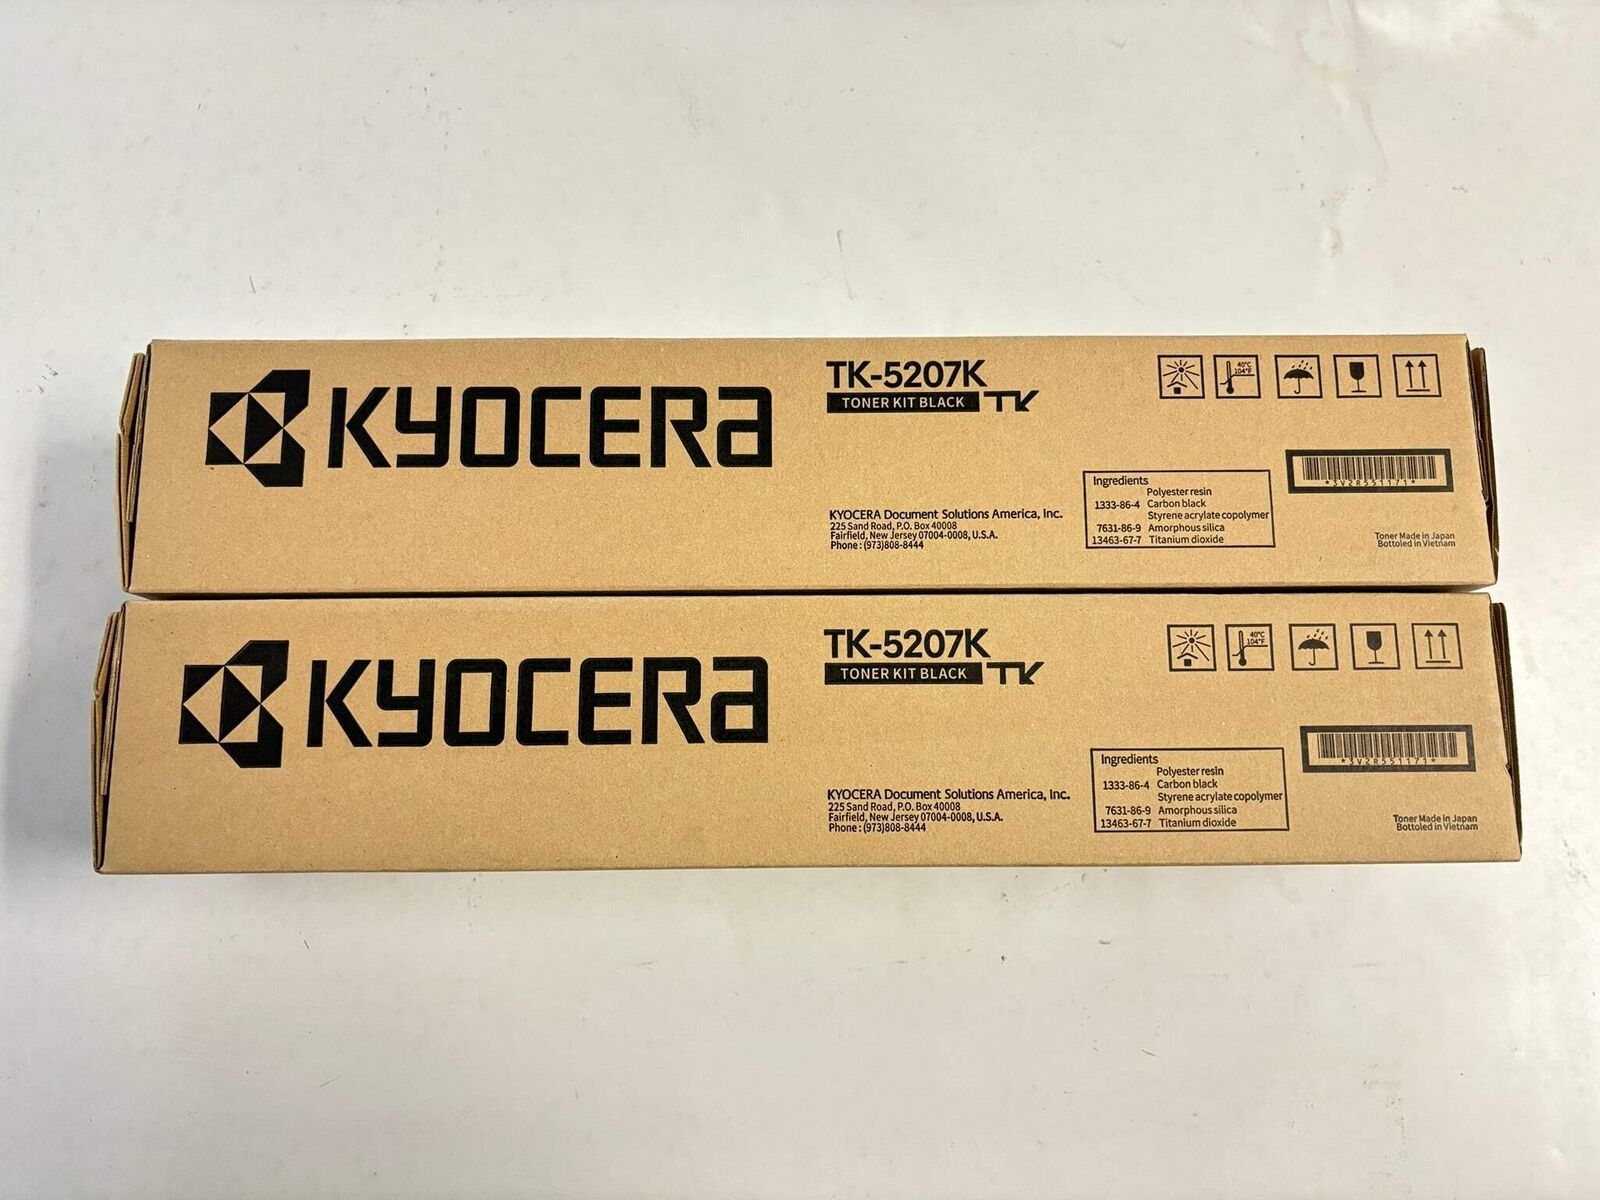 KYOCERA
TK-5207K
TONER KIT BLACK TK
40°C
104°F
KYOCERA Document Solutions America, Inc.
225 Sand Road, P.O. Box 40008
Fairfield, New Jersey 07004-0008, U.S.A.
Phone : (973)808-8444
Ingredients
Polyester resin
1333-86-4 Carbon black
Styrene acrylate copolymer
7631-86-9 Amorphous silica
13463-67-7 Titanium dioxide
*3V2R551171*
Toner Made in Japan
Bottoled in Vietnam
KYOCERA
TK-5207K
TONER KIT BLACK TK
40°C
104°F
KYOCERA Document Solutions America, Inc.
225 Sand Road, P.O. Box 40008
Fairfield, New Jersey 07004-0008, U.S.A.
Phone : (973)808-8444
Ingredients
Polyester resin
1333-86-4 Carbon black
Styrene acrylate copolymer
7631-86-9 Amorphous silica
13463-67-7 Titanium dioxide
*3V2R551171*
Toner Made in Japan
Bottoled in Vietnam